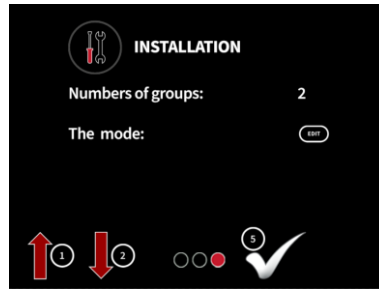 INSTALLATION
Numbers of groups: 2
The mode: EDIT
5
1 2